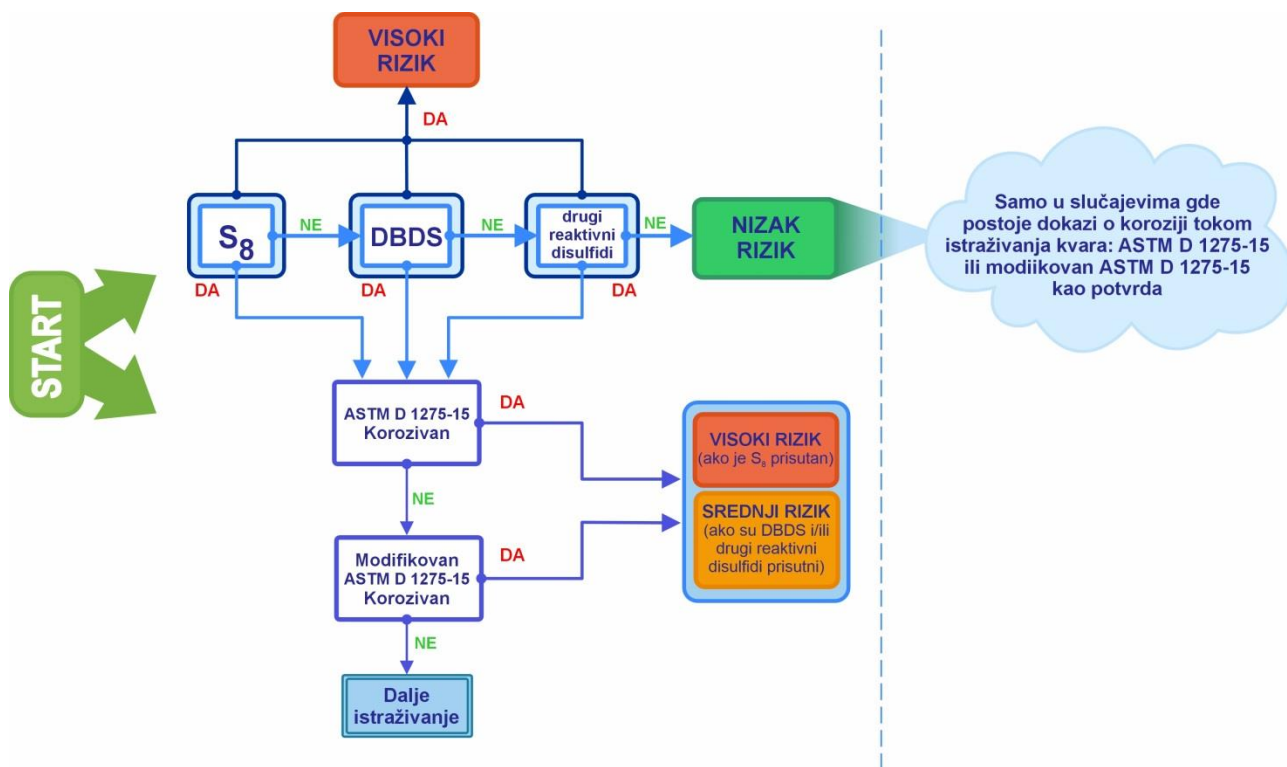 VISOKI
RIZIK
DA
S₈
NE
DBDS
NE
drugi
reaktivni
disulfidi
NE
NIZAK
RIZIK
Samo u slučajevima gde
postoje dokazi o koroziji tokom
istraživanja kvara: ASTM D 1275-15
ili modiikovan ASTM D 1275-15
kao potvrda
START
DA
DA
DA
ASTM D 1275-15
Korozivan
DA
VISOKI RIZIK
(ako je S₈ prisutan)
SREDNJI RIZIK
(ako su DBDS i/ili
drugi reaktivni
disulfidi prisutni)
NE
Modifikovan
ASTM D 1275-15
Korozivan
DA
NE
Dalje
istraživanje